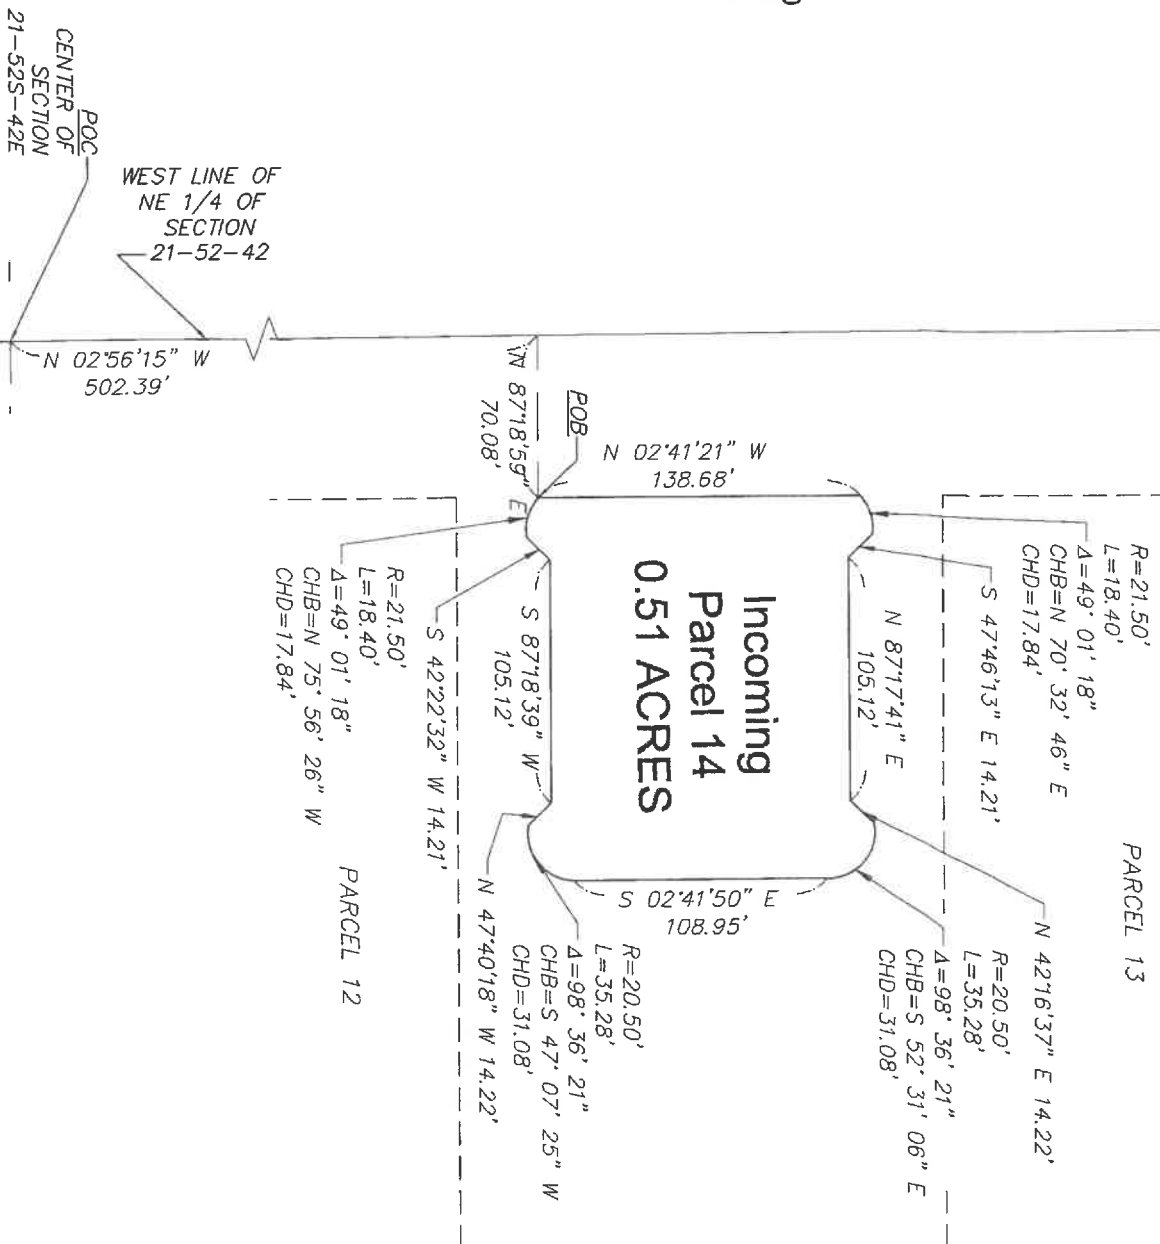 POC
CENTER OF
SECTION
21-52S-42E
WEST LINE OF
NE 1/4 OF
SECTION
21-52-42
N 02°56'15" W
502.39'
N 87°18'59" E
70.08'
POB
N 02°41'21" W
138.68'
R=21.50'
L=18.40'
Δ=49° 01' 18"
CHB=N 70° 32' 46" E
CHD=17.84'
S 47°46'13" E 14.21'
N 87°17'41" E
105.12'
N 42°16'37" E 14.22'
R=20.50'
L=35.28'
Δ=98° 36' 21"
CHB=S 52° 31' 06" E
CHD=31.08'
PARCEL 13
Incoming
Parcel 14
0.51 ACRES
S 02°41'50" E
108.95'
R=20.50'
L=35.28'
Δ=98° 36' 21"
CHB=S 47° 07' 25" W
CHD=31.08'
N 47°40'18" W 14.22'
S 87°18'39" W
105.12'
S 42°22'32" W 14.21'
R=21.50'
L=18.40'
Δ=49° 01' 18"
CHB=N 75° 56' 26" W
CHD=17.84'
PARCEL 12